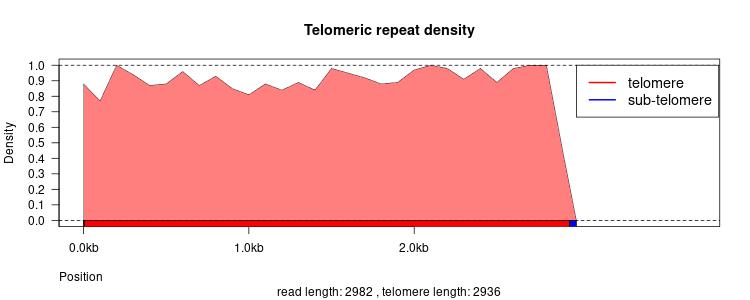 Telomeric repeat density
1.0
0.9
0.8
0.7
0.6
0.5
0.4
0.3
0.2
0.1
0.0
Density
telomere
sub-telomere
0.0kb 1.0kb 2.0kb
Position
read length: 2982 , telomere length: 2936